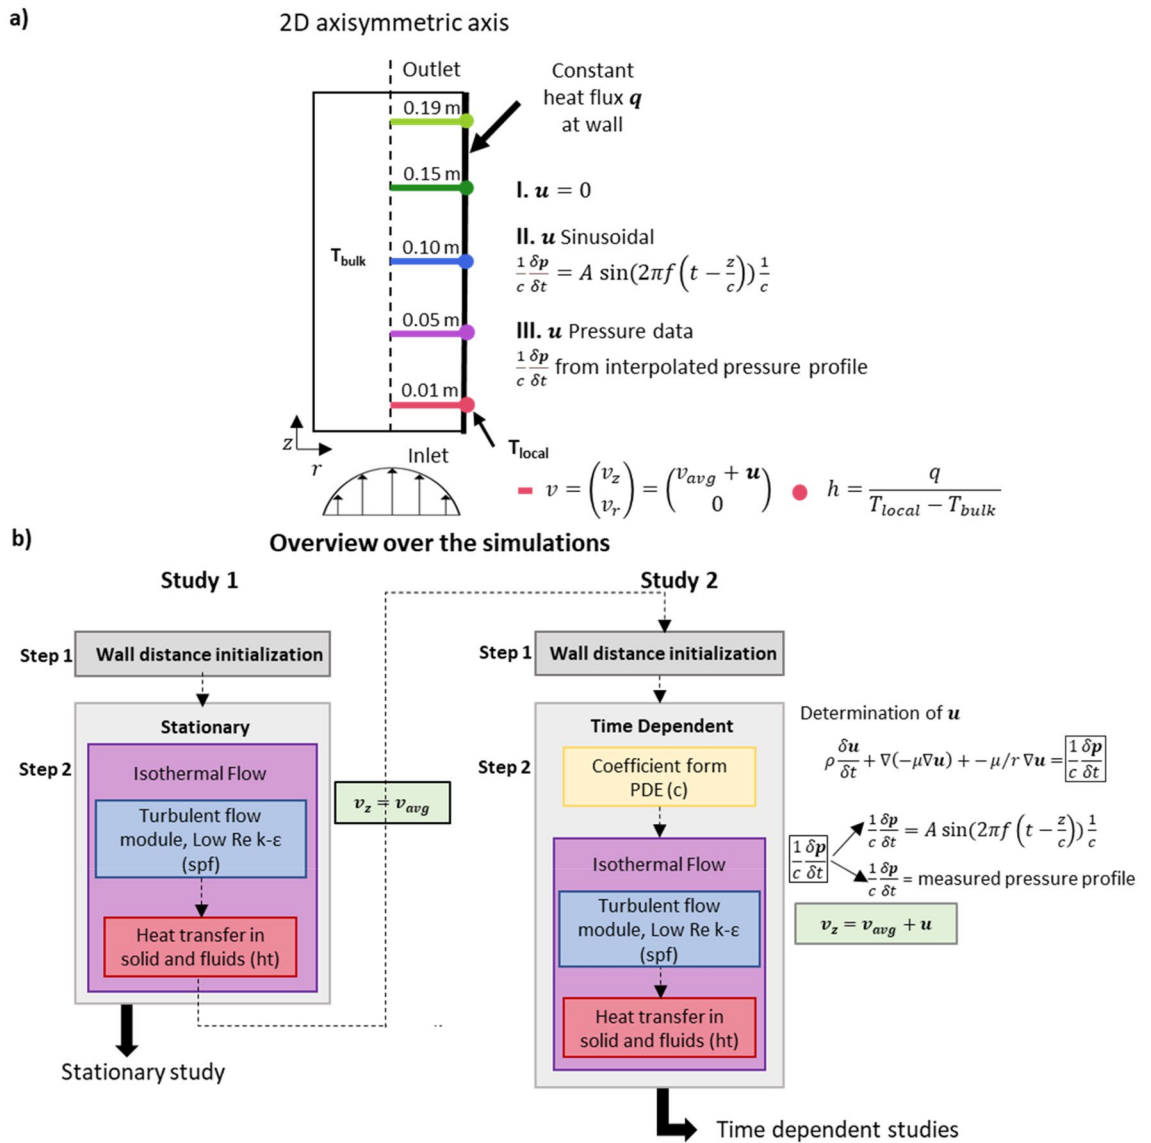 a)
2D axisymmetric axis
Outlet
0.19 m
0.15 m
0.10 m
0.05 m
0.01 m
T_bulk
z
r
Inlet
T_local
Constant
heat flux q
at wall
I. u = 0
II. u Sinusoidal
1/c δp/δt = A sin(2πf(t − z/c)) 1/c
III. u Pressure data
1/c δp/δt from interpolated pressure profile
v = (v_z v_r) = (v_avg + u 0)
h = q / (T_local − T_bulk)
b)
Overview over the simulations
Study 1
Step 1
Wall distance initialization
Stationary
Step 2
Isothermal Flow
Turbulent flow
module, Low Re k-ε
(spf)
Heat transfer in
solid and fluids (ht)
v_z = v_avg
Stationary study
Study 2
Step 1
Wall distance initialization
Time Dependent
Step 2
Coefficient form
PDE (c)
Isothermal Flow
Turbulent flow
module, Low Re k-ε
(spf)
Heat transfer in
solid and fluids (ht)
Time dependent studies
Determination of u
ρ δu/δt + ∇(−μ∇u) + −μ/r ∇u = 1/c δp/δt
1/c δp/δt
1/c δp/δt = A sin(2πf(t − z/c)) 1/c
1/c δp/δt = measured pressure profile
v_z = v_avg + u